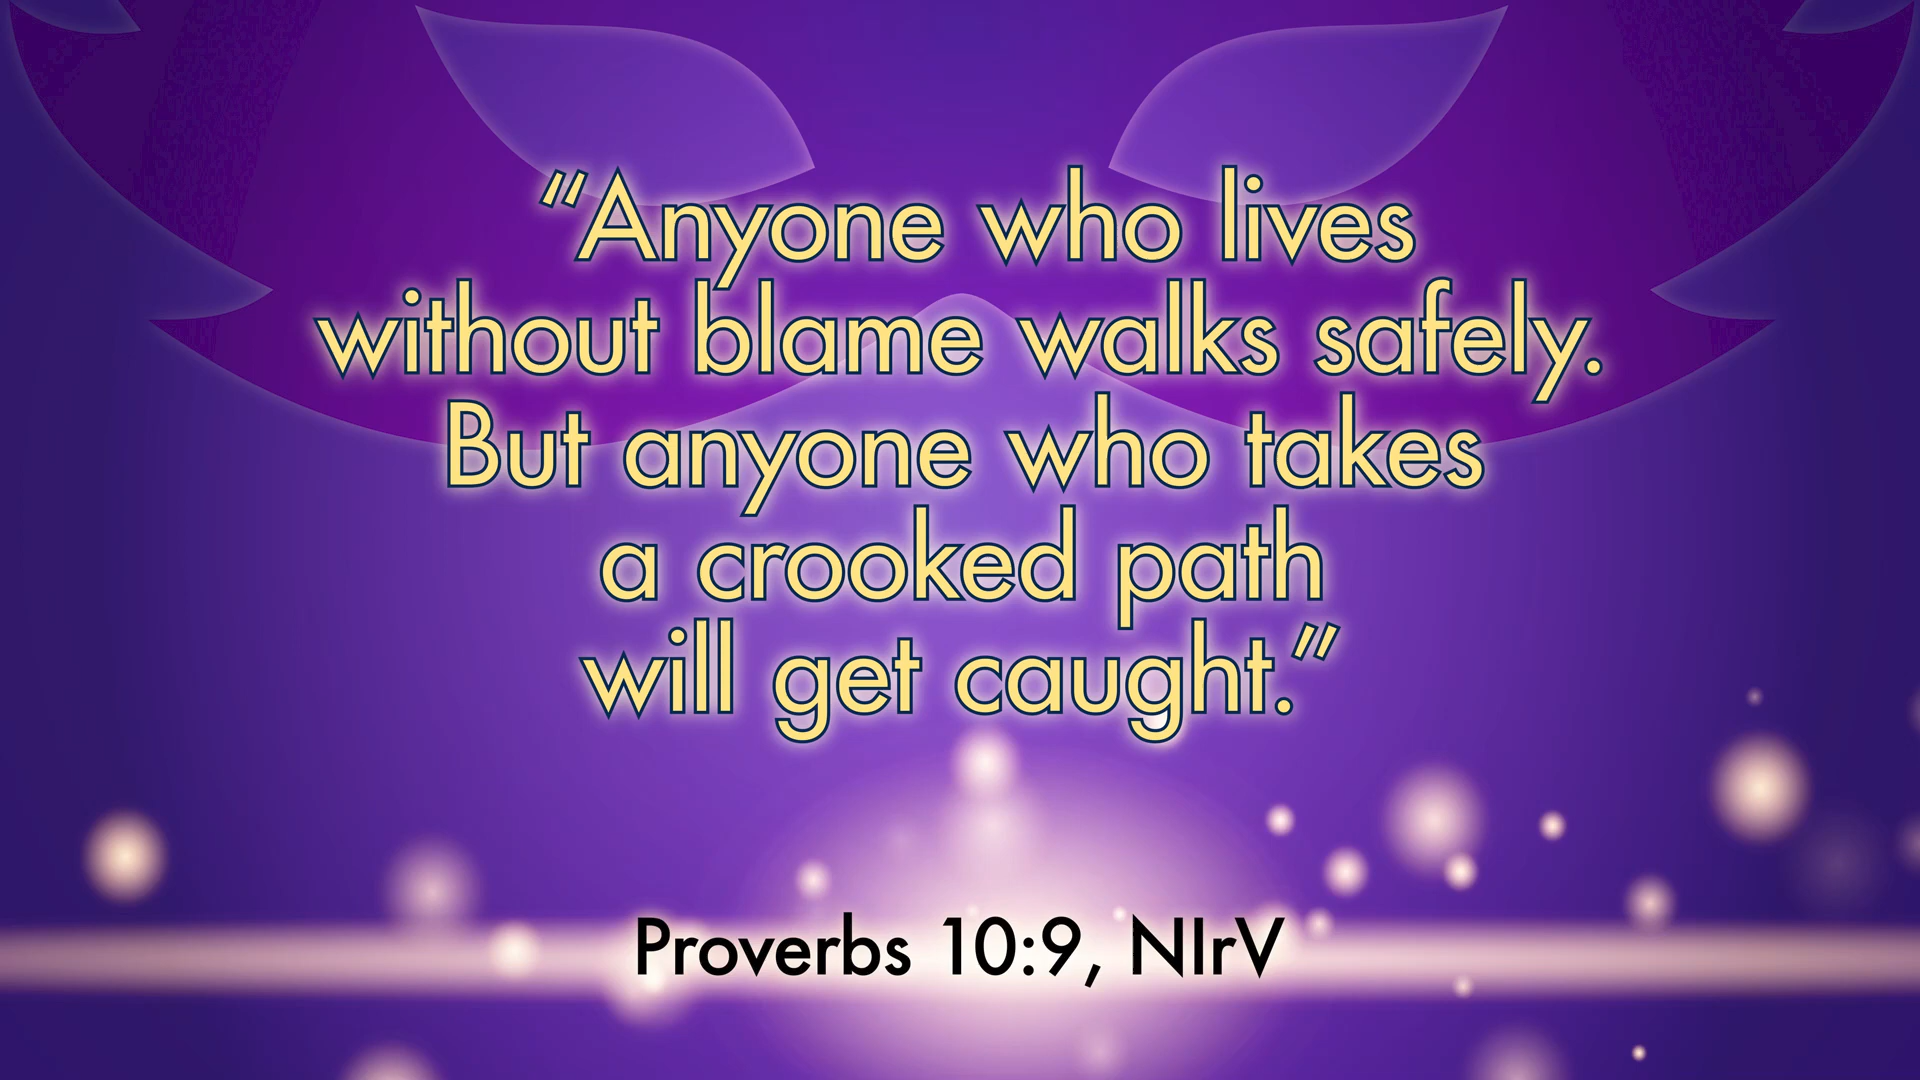 “Anyone who lives
without blame walks safely.
But anyone who takes
a crooked path
will get caught.”
Proverbs 10:9, NIrV